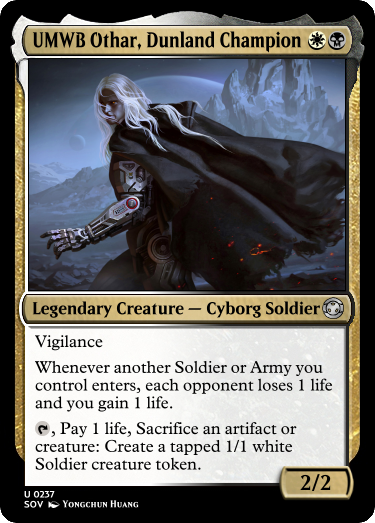 UMWB Othar, Dunland Champion
Legendary Creature — Cyborg Soldier
Vigilance
Whenever another Soldier or Army you
control enters, each opponent loses 1 life
and you gain 1 life.
, Pay 1 life, Sacrifice an artifact or
creature: Create a tapped 1/1 white
Soldier creature token.
2/2
U 0237
SOV Yongchun Huang